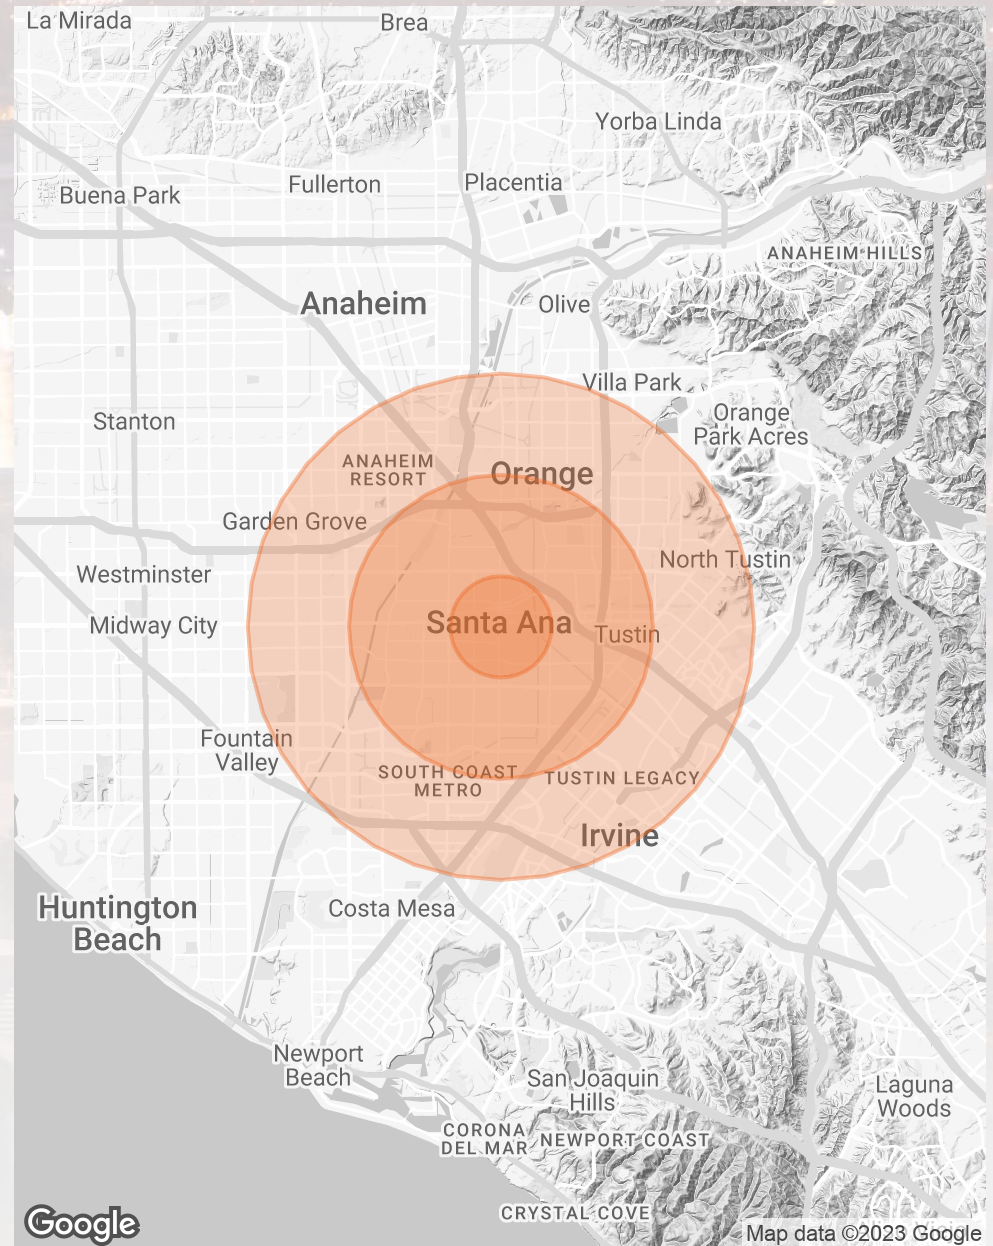 La Mirada
Brea
Yorba Linda
Buena Park
Fullerton
Placentia
ANAHEIM HILLS
Anaheim
Olive
Villa Park
Stanton
Orange
Park Acres
ANAHEIM
RESORT
Orange
Garden Grove
North Tustin
Westminster
Midway City
Santa Ana
Tustin
Fountain
Valley
SOUTH COAST
METRO
TUSTIN LEGACY
Irvine
Huntington
Beach
Costa Mesa
Newport
Beach
San Joaquin
Hills
Laguna
Woods
CORONA
DEL MAR
NEWPORT COAST
CRYSTAL COVE
Google
Map data ©2023 Google